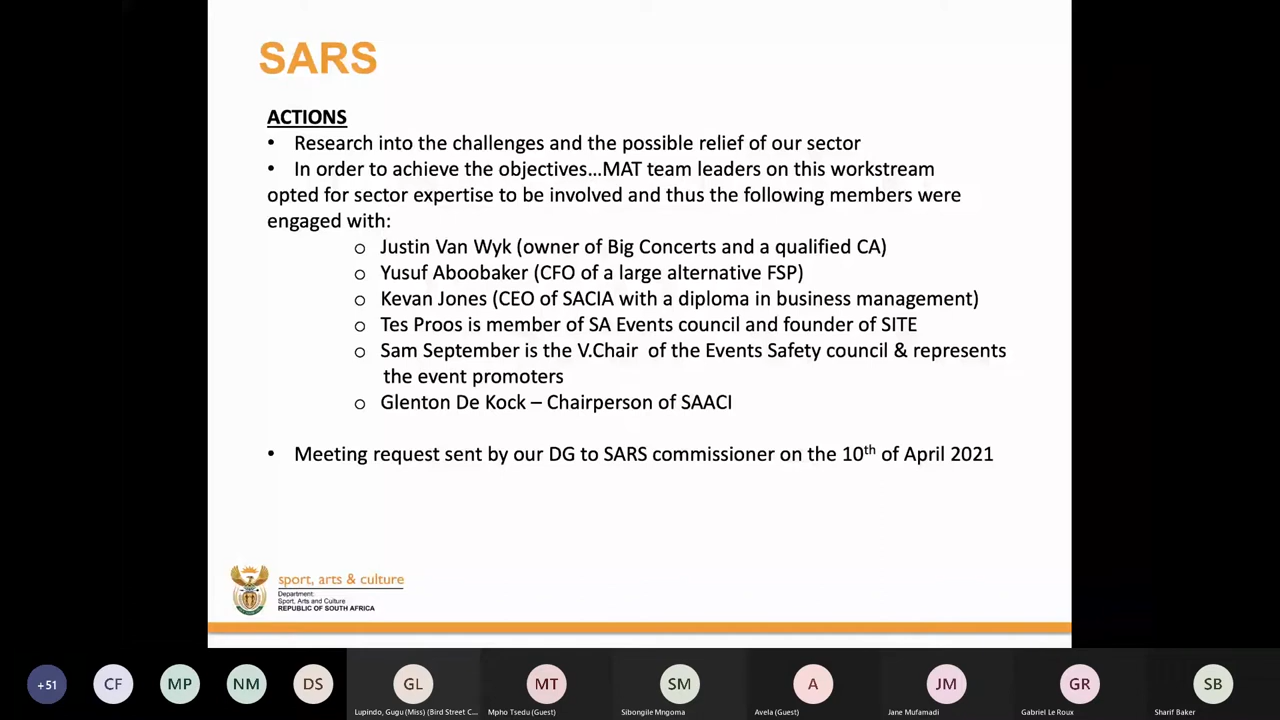 SARS
ACTIONS
• Research into the challenges and the possible relief of our sector
• In order to achieve the objectives…MAT team leaders on this workstream
opted for sector expertise to be involved and thus the following members were
engaged with:
o Justin Van Wyk (owner of Big Concerts and a qualified CA)
o Yusuf Aboobaker (CFO of a large alternative FSP)
o Kevan Jones (CEO of SACIA with a diploma in business management)
o Tes Proos is member of SA Events council and founder of SITE
o Sam September is the V.Chair of the Events Safety council & represents
the event promoters
o Glenton De Kock – Chairperson of SAACI
• Meeting request sent by our DG to SARS commissioner on the 10th of April 2021
sport, arts & culture
Department:
Sport, Arts and Culture
REPUBLIC OF SOUTH AFRICA
+51 CF MP NM DS GL MT SM A JM GR SB
Lupindo, Gugu (Miss) (Bird Street C... Mpho Tsedu (Guest) Sibongile Mngoma Avela (Guest) Jane Mufamadi Gabriel Le Roux Sharif Baker